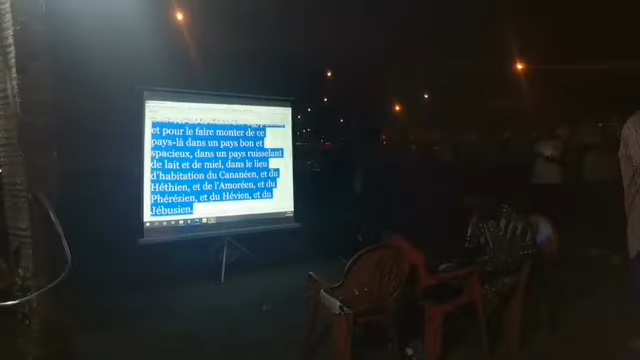 et pour le faire monter de ce
pays-là dans un pays bon et
spacieux, dans un pays ruisselant
de lait et de miel, dans le lieu
d'habitation du Cananéen, et du
Héthien, et de l'Amoréen, et du
Phérézien, et du Hévien, et du
Jébusien.